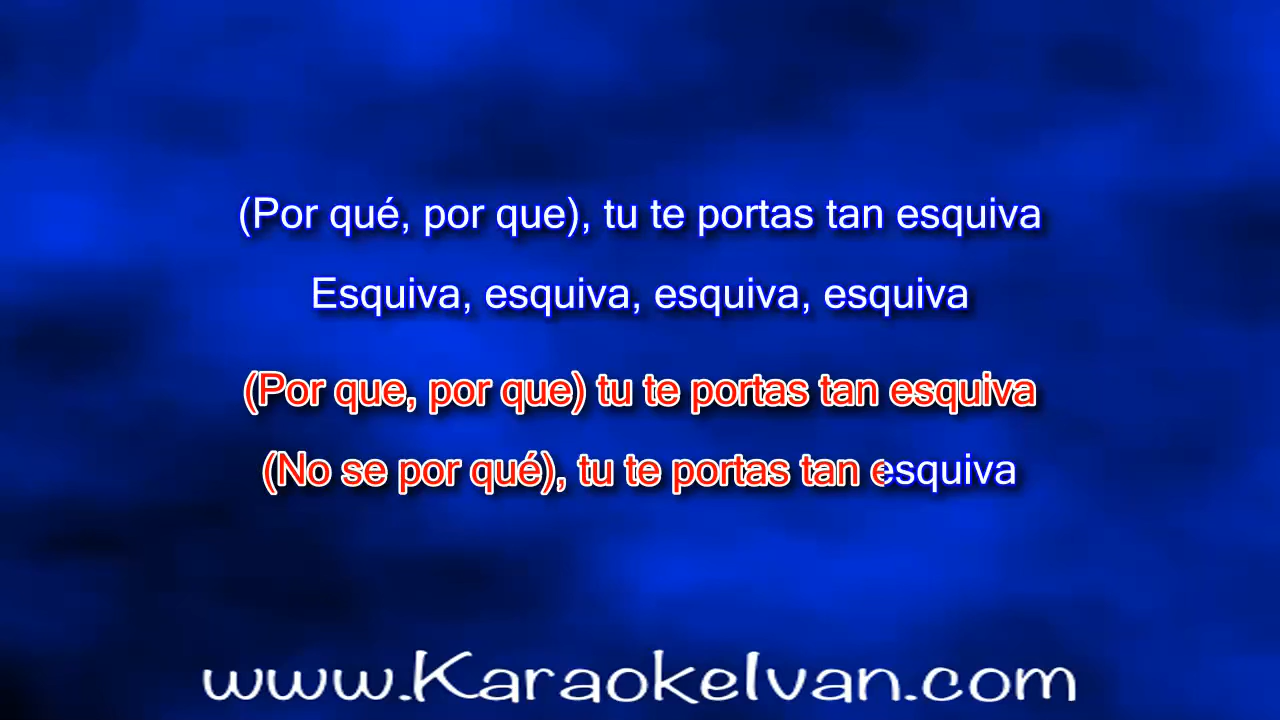 (Por qué, por que), tu te portas tan esquiva
Esquiva, esquiva, esquiva, esquiva
(Por que, por que) tu te portas tan esquiva
(No se por qué), tu te portas tan esquiva
www.KaraokeIvan.com